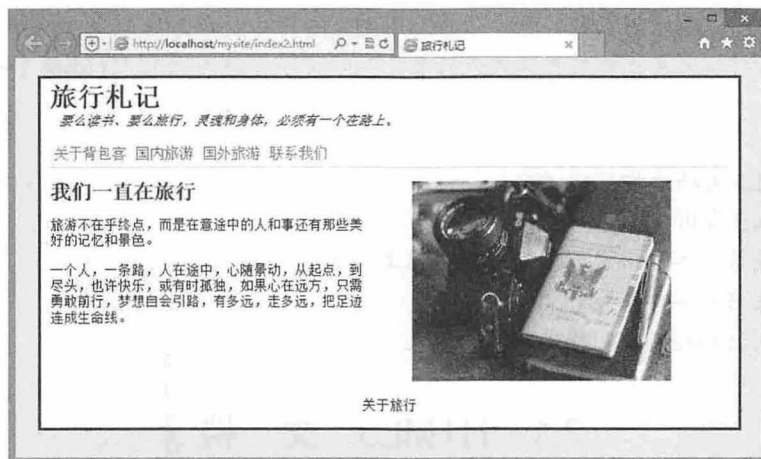 http://localhost/mysite/index2.html
旅行札记
旅行札记
要么读书、要么旅行，灵魂和身体，必须有一个在路上。
关于背包客 国内旅游 国外旅游 联系我们
我们一直在旅行
旅游不在乎终点，而是在意途中的人和事还有那些美
好的记忆和景色。
一个人，一条路，人在途中，心随景动，从起点，到
尽头，也许快乐，或有时孤独，如果心在远方，只需
勇敢前行，梦想自会引路，有多远，走多远，把足迹
连成生命线。
关于旅行